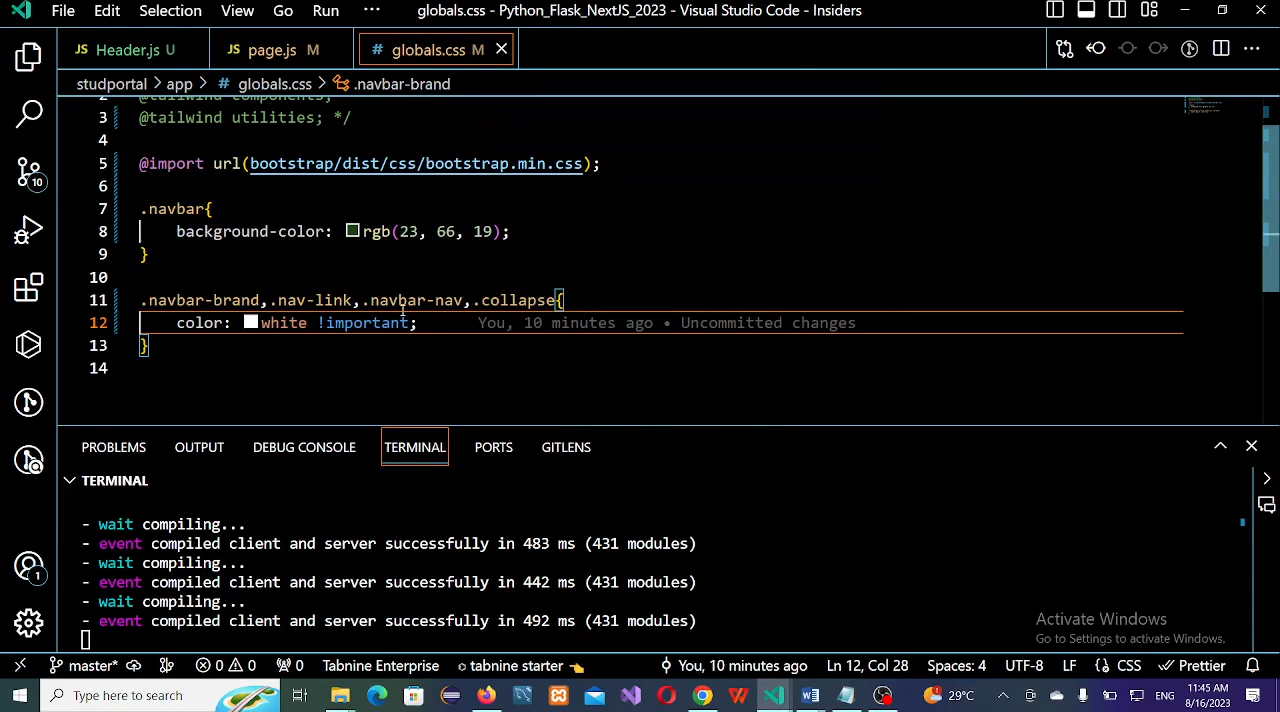 File Edit Selection View Go Run ··· globals.css - Python_Flask_NextJS_2023 - Visual Studio Code - Insiders
JS Header.js U JS page.js M # globals.css M
studportal > app > # globals.css > .navbar-brand
2 @tailwind components;
3 @tailwind utilities; */
4
5 @import url(bootstrap/dist/css/bootstrap.min.css);
6
7 .navbar{
8 background-color: rgb(23, 66, 19);
9 }
10
11 .navbar-brand,.nav-link,.navbar-nav,.collapse{
12 color: white !important; You, 10 minutes ago • Uncommitted changes
13 }
14
10
PROBLEMS OUTPUT DEBUG CONSOLE TERMINAL PORTS GITLENS
TERMINAL
- wait compiling...
- event compiled client and server successfully in 483 ms (431 modules)
- wait compiling...
- event compiled client and server successfully in 442 ms (431 modules)
- wait compiling...
- event compiled client and server successfully in 492 ms (431 modules)
1
Activate Windows
Go to Settings to activate Windows.
master* 0 0 0 Tabnine Enterprise tabnine starter You, 10 minutes ago Ln 12, Col 28 Spaces: 4 UTF-8 LF CSS Prettier
Type here to search 29°C ENG 11:45 AM
8/16/2023